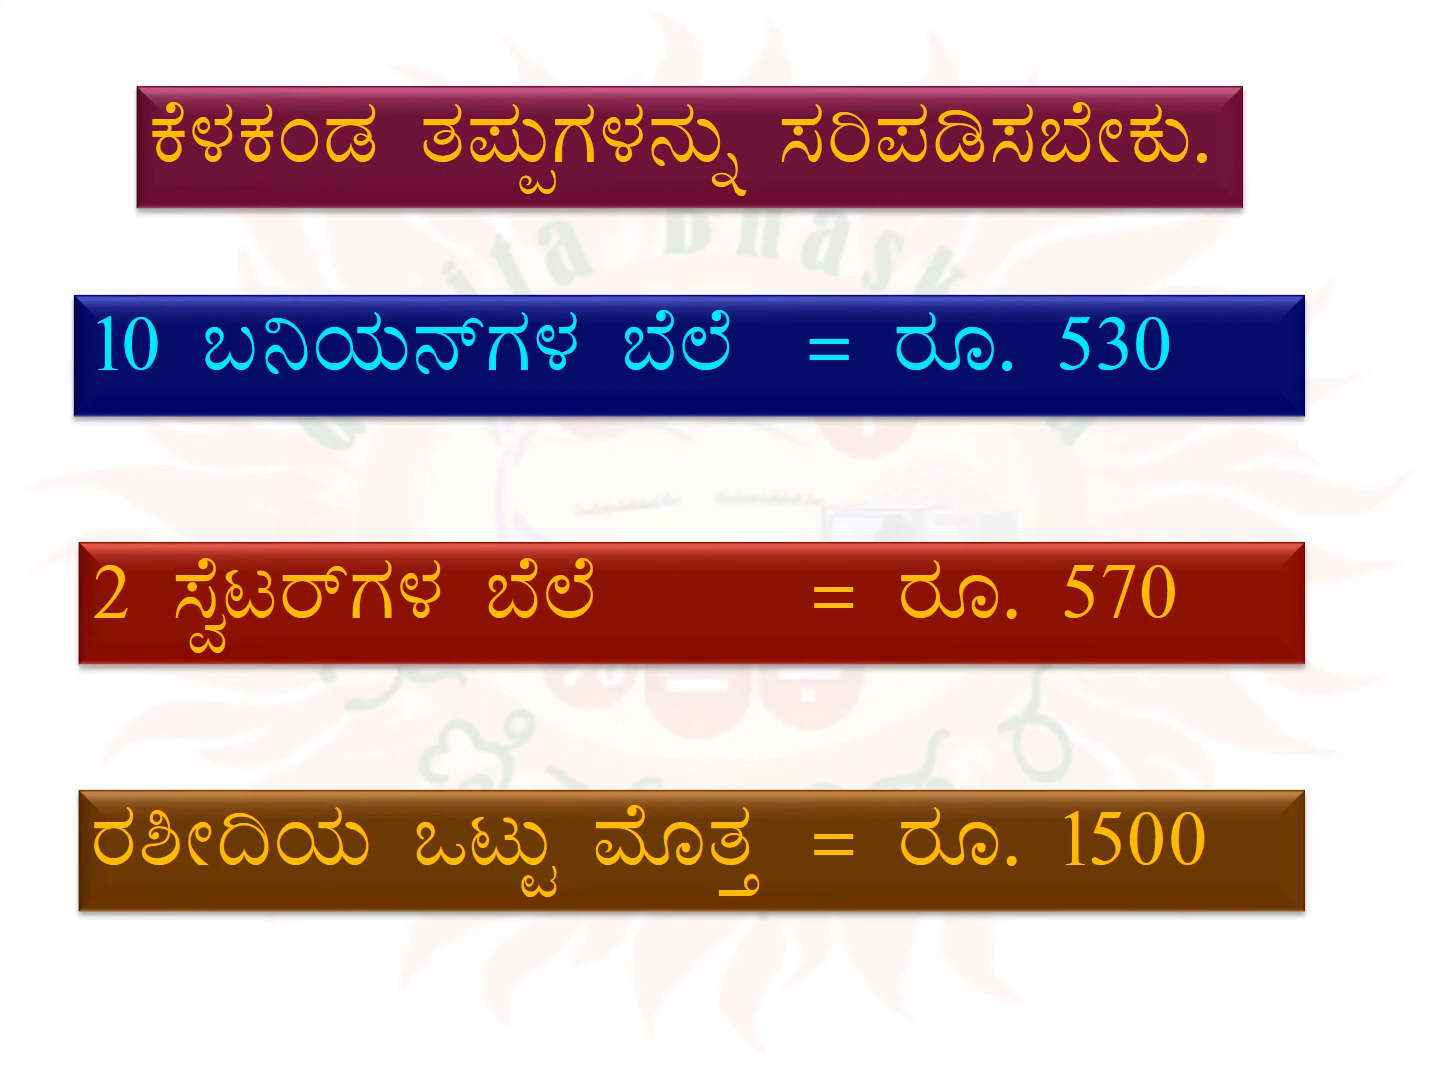 ಕೆಳಕಂಡ ತಪ್ಪುಗಳನ್ನು ಸರಿಪಡಿಸಬೇಕು.
10 ಬನಿಯನ್‌ಗಳ ಬೆಲೆ = ರೂ. 530
2 ಸ್ವೆಟರ್‌ಗಳ ಬೆಲೆ = ರೂ. 570
ರಶೀದಿಯ ಒಟ್ಟು ಮೊತ್ತ = ರೂ. 1500